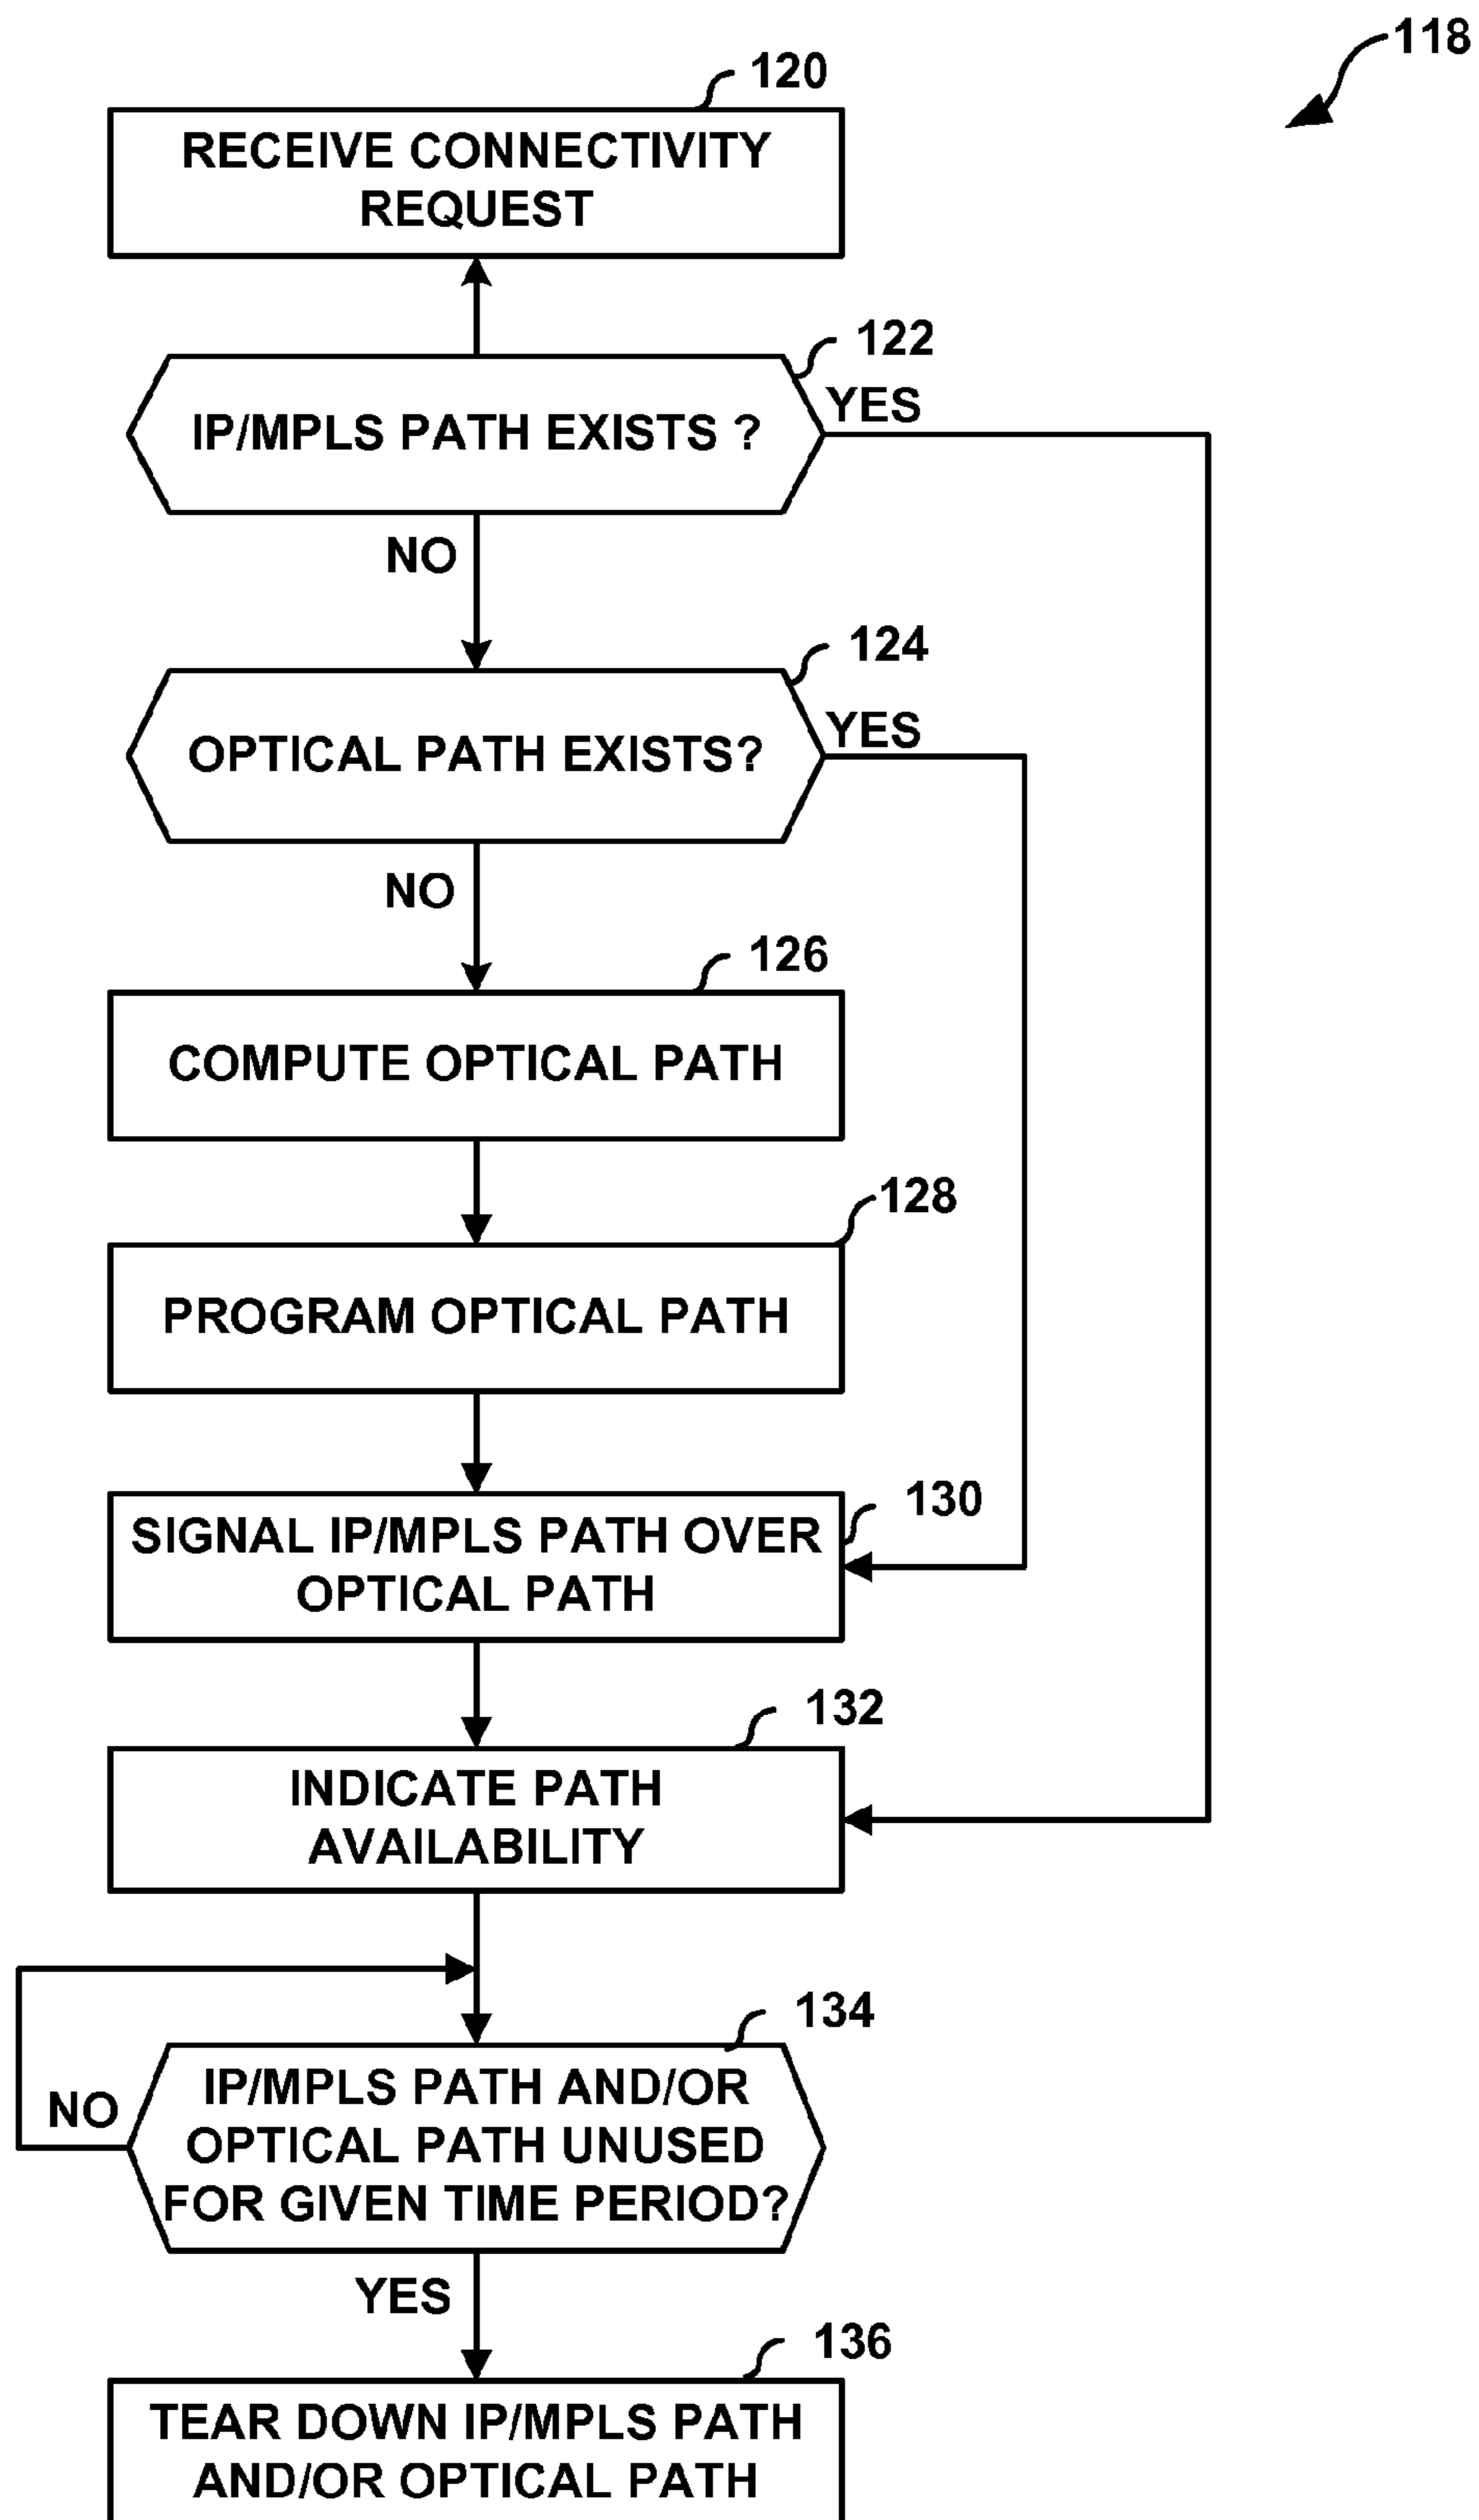 118
120
RECEIVE CONNECTIVITY
REQUEST
122
YES
IP/MPLS PATH EXISTS ?
NO
124
YES
OPTICAL PATH EXISTS?
NO
126
COMPUTE OPTICAL PATH
128
PROGRAM OPTICAL PATH
130
SIGNAL IP/MPLS PATH OVER
OPTICAL PATH
132
INDICATE PATH
AVAILABILITY
134
IP/MPLS PATH AND/OR
NO
OPTICAL PATH UNUSED
FOR GIVEN TIME PERIOD?
YES
136
TEAR DOWN IP/MPLS PATH
AND/OR OPTICAL PATH